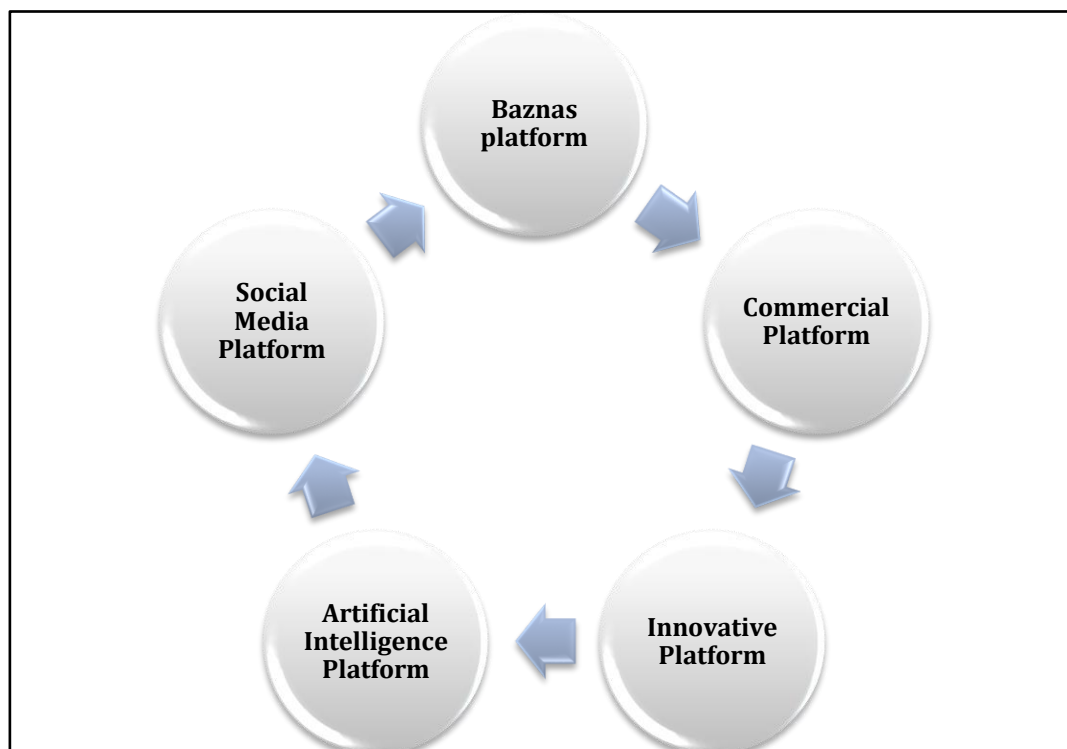 Baznas
platform
Commercial
Platform
Innovative
Platform
Artificial
Intelligence
Platform
Social
Media
Platform